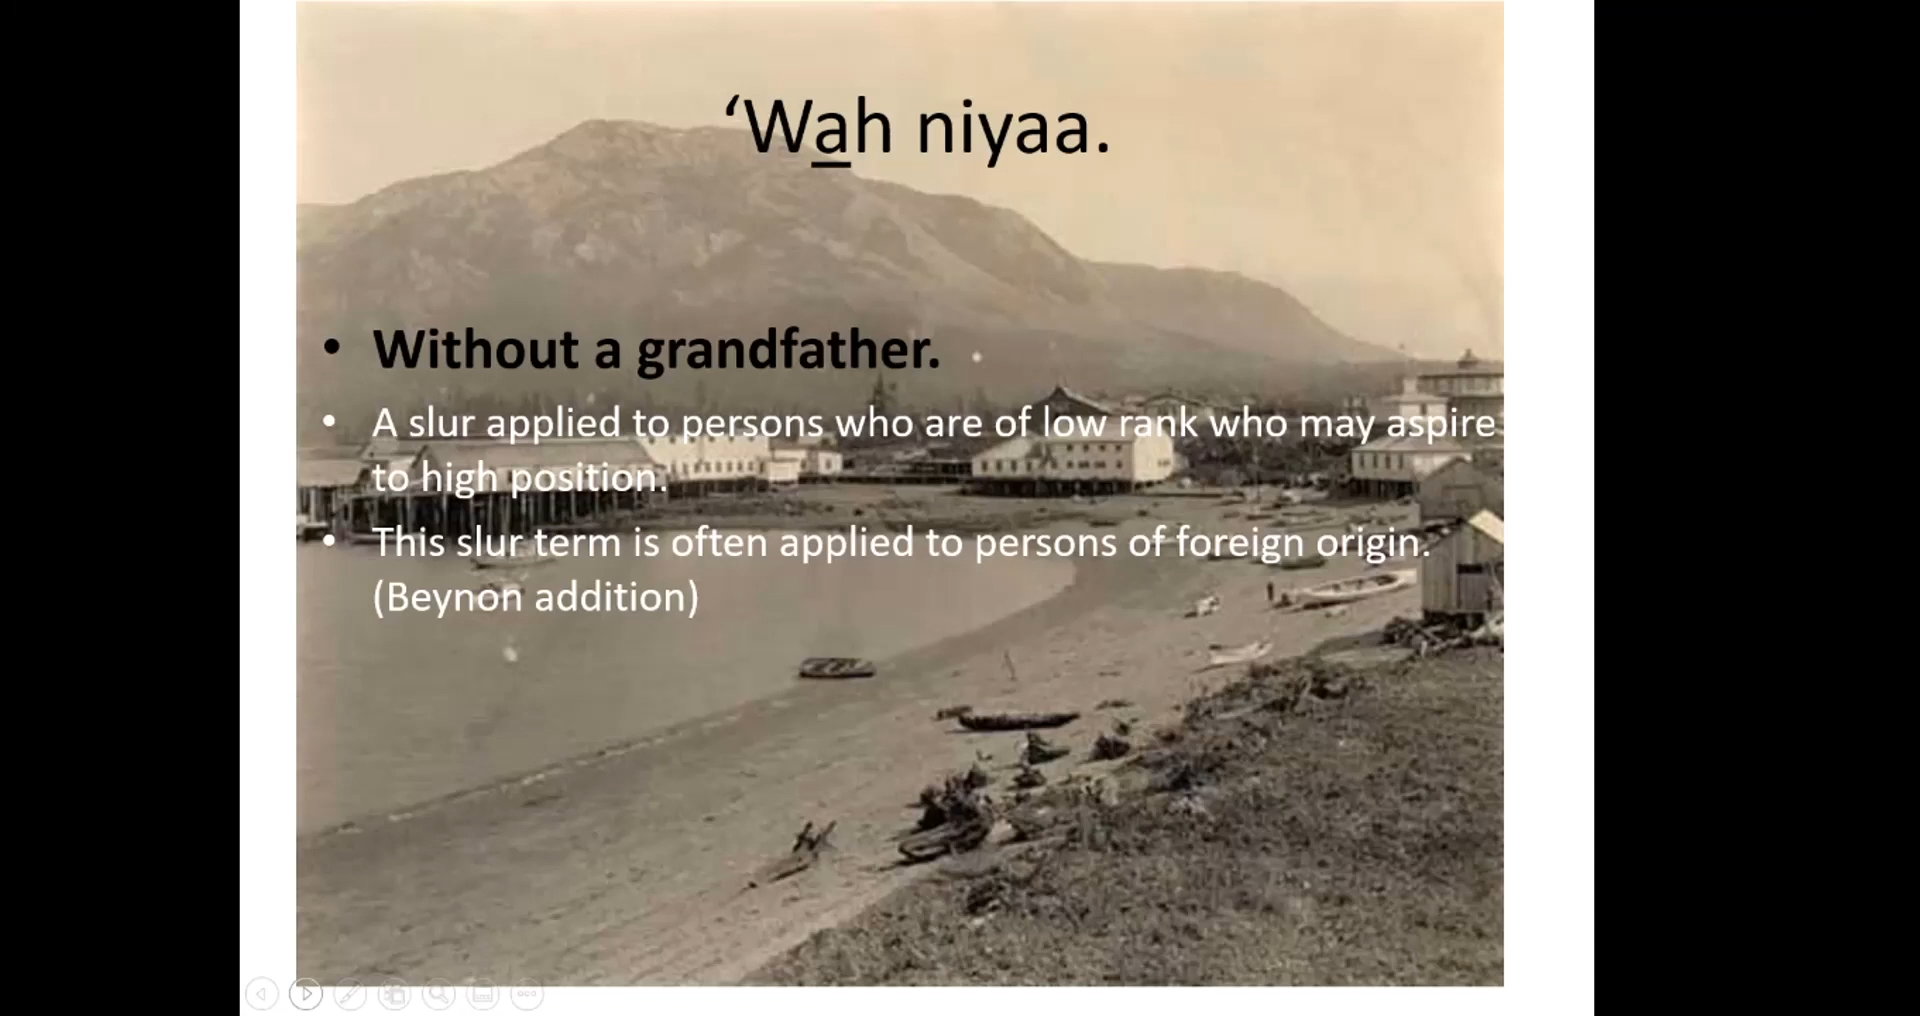 ‘Wa̱h niyaa.
• Without a grandfather.
• A slur applied to persons who are of low rank who may aspire
to high position.
• This slur term is often applied to persons of foreign origin.
(Beynon addition)